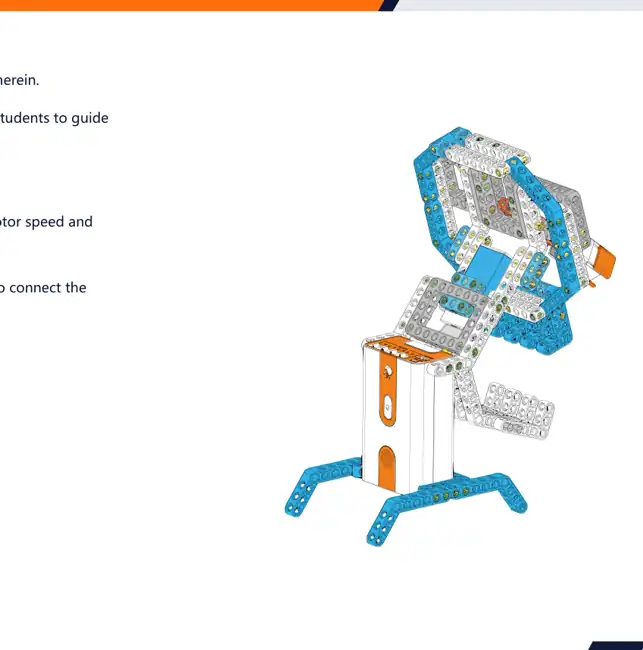 herein.
tudents to guide
otor speed and
o connect the